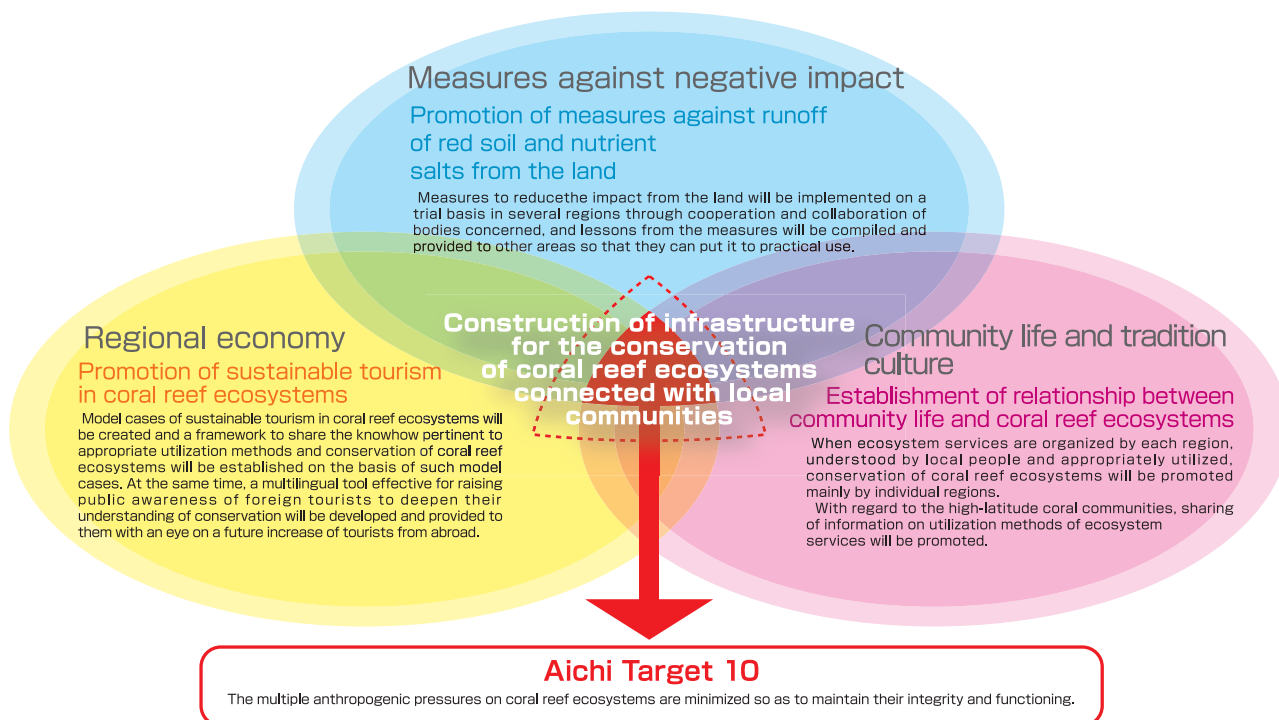 Measures against negative impact
Promotion of measures against runoff
of red soil and nutrient
salts from the land
Measures to reducethe impact from the land will be implemented on a
trial basis in several regions through cooperation and collaboration of
bodies concerned, and lessons from the measures will be compiled and
provided to other areas so that they can put it to practical use.
Regional economy
Promotion of sustainable tourism
in coral reef ecosystems
Model cases of sustainable tourism in coral reef ecosystems will
be created and a framework to share the knowhow pertinent to
appropriate utilization methods and conservation of coral reef
ecosystems will be established on the basis of such model
cases. At the same time, a multilingual tool effective for raising
public awareness of foreign tourists to deepen their
understanding of conservation will be developed and provided to
them with an eye on a future increase of tourists from abroad.
Construction of infrastructure
for the conservation
of coral reef ecosystems
connected with local
communities
Community life and tradition
culture
Establishment of relationship between
community life and coral reef ecosystems
When ecosystem services are organized by each region,
understood by local people and appropriately utilized,
conservation of coral reef ecosystems will be promoted
mainly by individual regions.
With regard to the high-latitude coral communities, sharing
of information on utilization methods of ecosystem
services will be promoted.
Aichi Target 10
The multiple anthropogenic pressures on coral reef ecosystems are minimized so as to maintain their integrity and functioning.